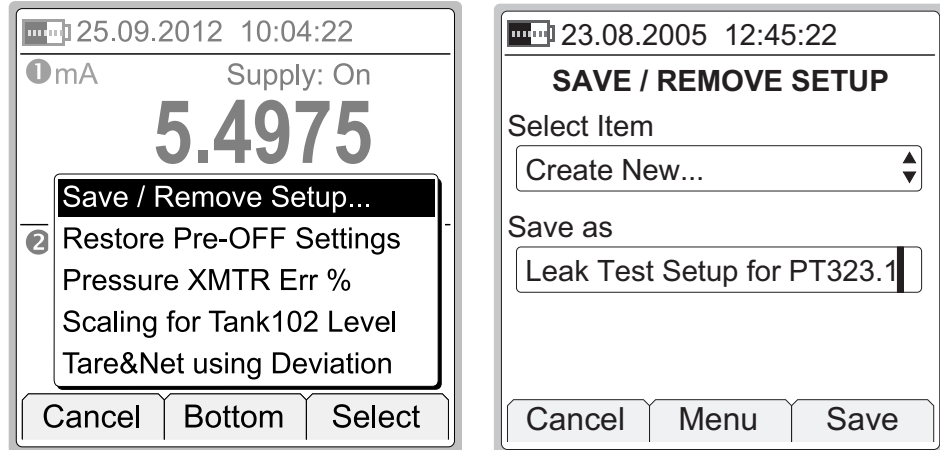 25.09.2012 10:04:22
❶ mA Supply: On
5.4975
Save / Remove Setup...
❷ Restore Pre-OFF Settings
Pressure XMTR Err %
Scaling for Tank102 Level
Tare&Net using Deviation
Cancel Bottom Select
23.08.2005 12:45:22
SAVE / REMOVE SETUP
Select Item
Create New...
Save as
Leak Test Setup for PT323.1
Cancel Menu Save